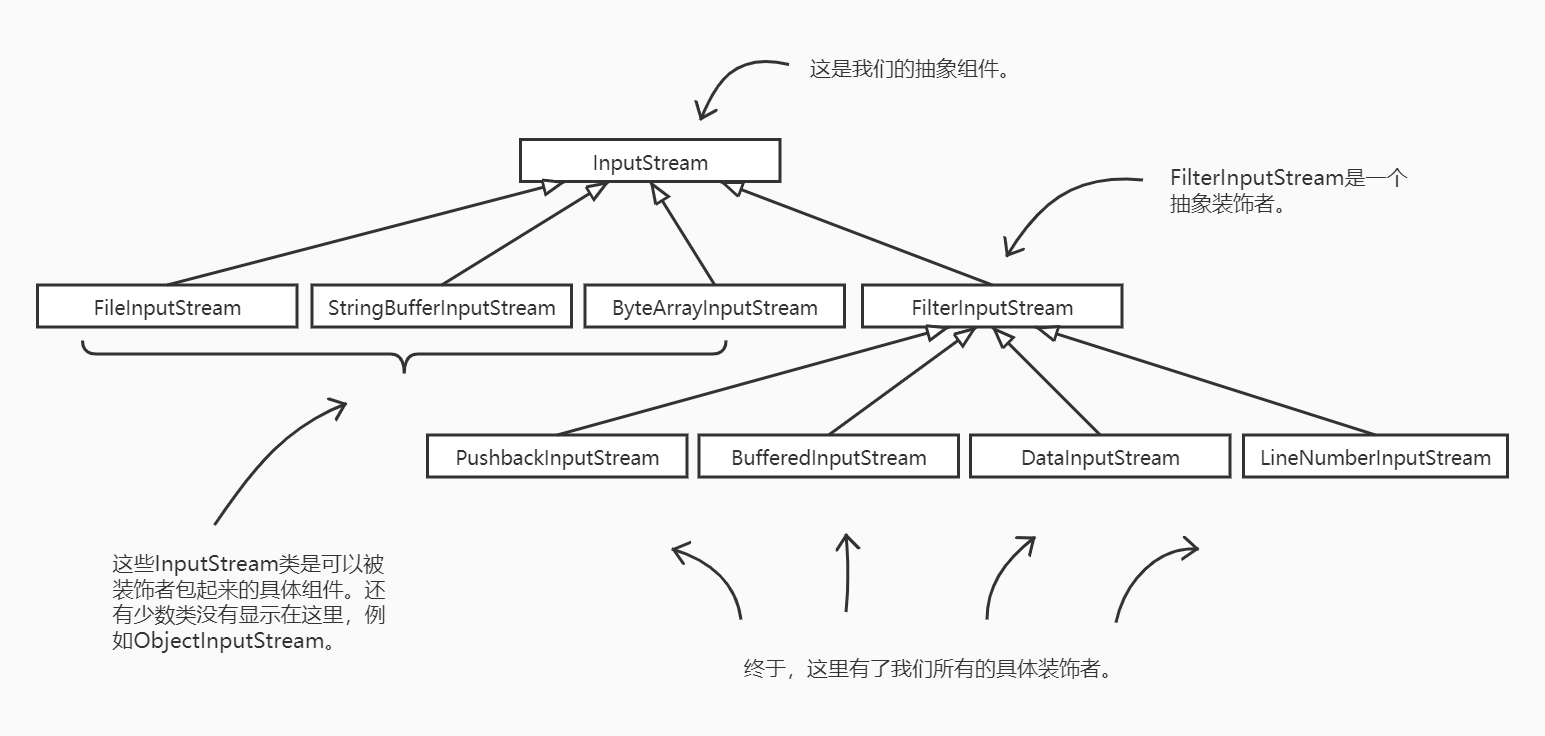 这是我们的抽象组件。
InputStream
FilterInputStream是一个
抽象装饰者。
FileInputStream
StringBufferInputStream
ByteArrayInputStream
FilterInputStream
PushbackInputStream
BufferedInputStream
DataInputStream
LineNumberInputStream
这些InputStream类是可以被
装饰者包起来的具体组件。还
有少数类没有显示在这里，例
如ObjectInputStream。
终于，这里有了我们所有的具体装饰者。